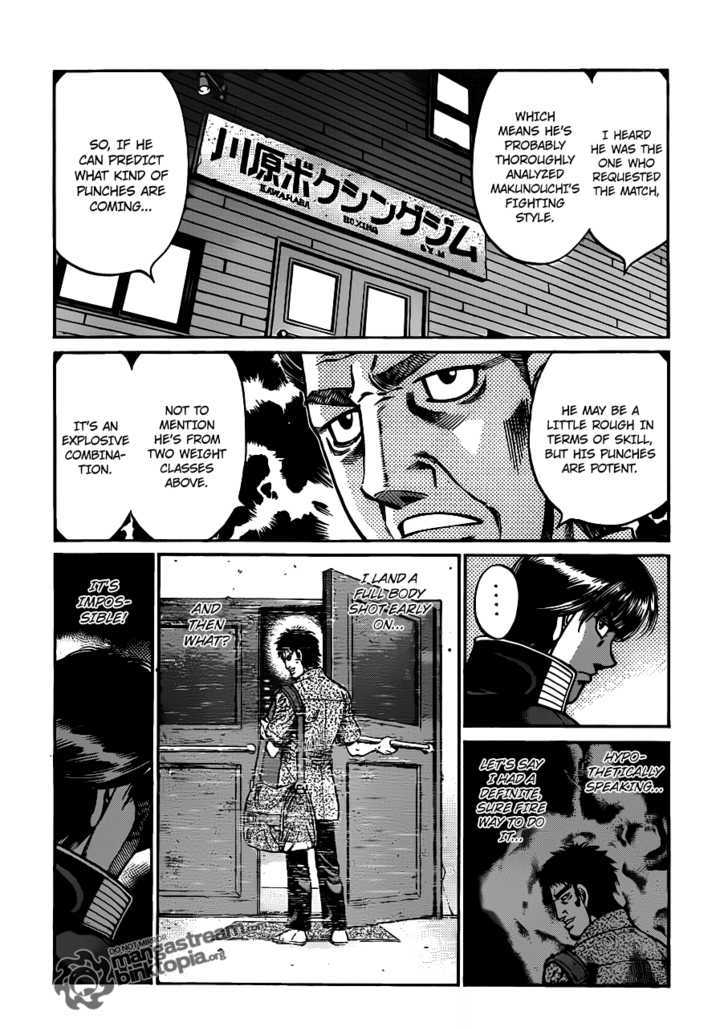 I HEARD
HE WAS THE
ONE WHO
REQUESTED
THE MATCH,
WHICH
MEANS HE'S
PROBABLY
THOROUGHLY
ANALYZED
MAKUNOUCHI'S
FIGHTING
STYLE.
SO, IF HE
CAN PREDICT
WHAT KIND OF
PUNCHES ARE
COMING...
川原ボクシングジム
KAWAHARA BOXING GYM
HE MAY BE A
LITTLE ROUGH IN
TERMS OF SKILL,
BUT HIS PUNCHES
ARE POTENT.
NOT TO
MENTION
HE'S FROM
TWO WEIGHT
CLASSES
ABOVE.
IT'S AN
EXPLOSIVE
COMBINA-
TION.
....
HYPO-
THETICALLY
SPEAKING...
LET'S SAY
I HAD A
DEFINITE,
SURE FIRE
WAY TO DO
IT...
I LAND A
FULL BODY
SHOT EARLY
ON...
AND
THEN
WHAT?
IT'S
IMPOS-
SIBLE!
DO NOT MIRROR
mangastream.com
binktopia.org